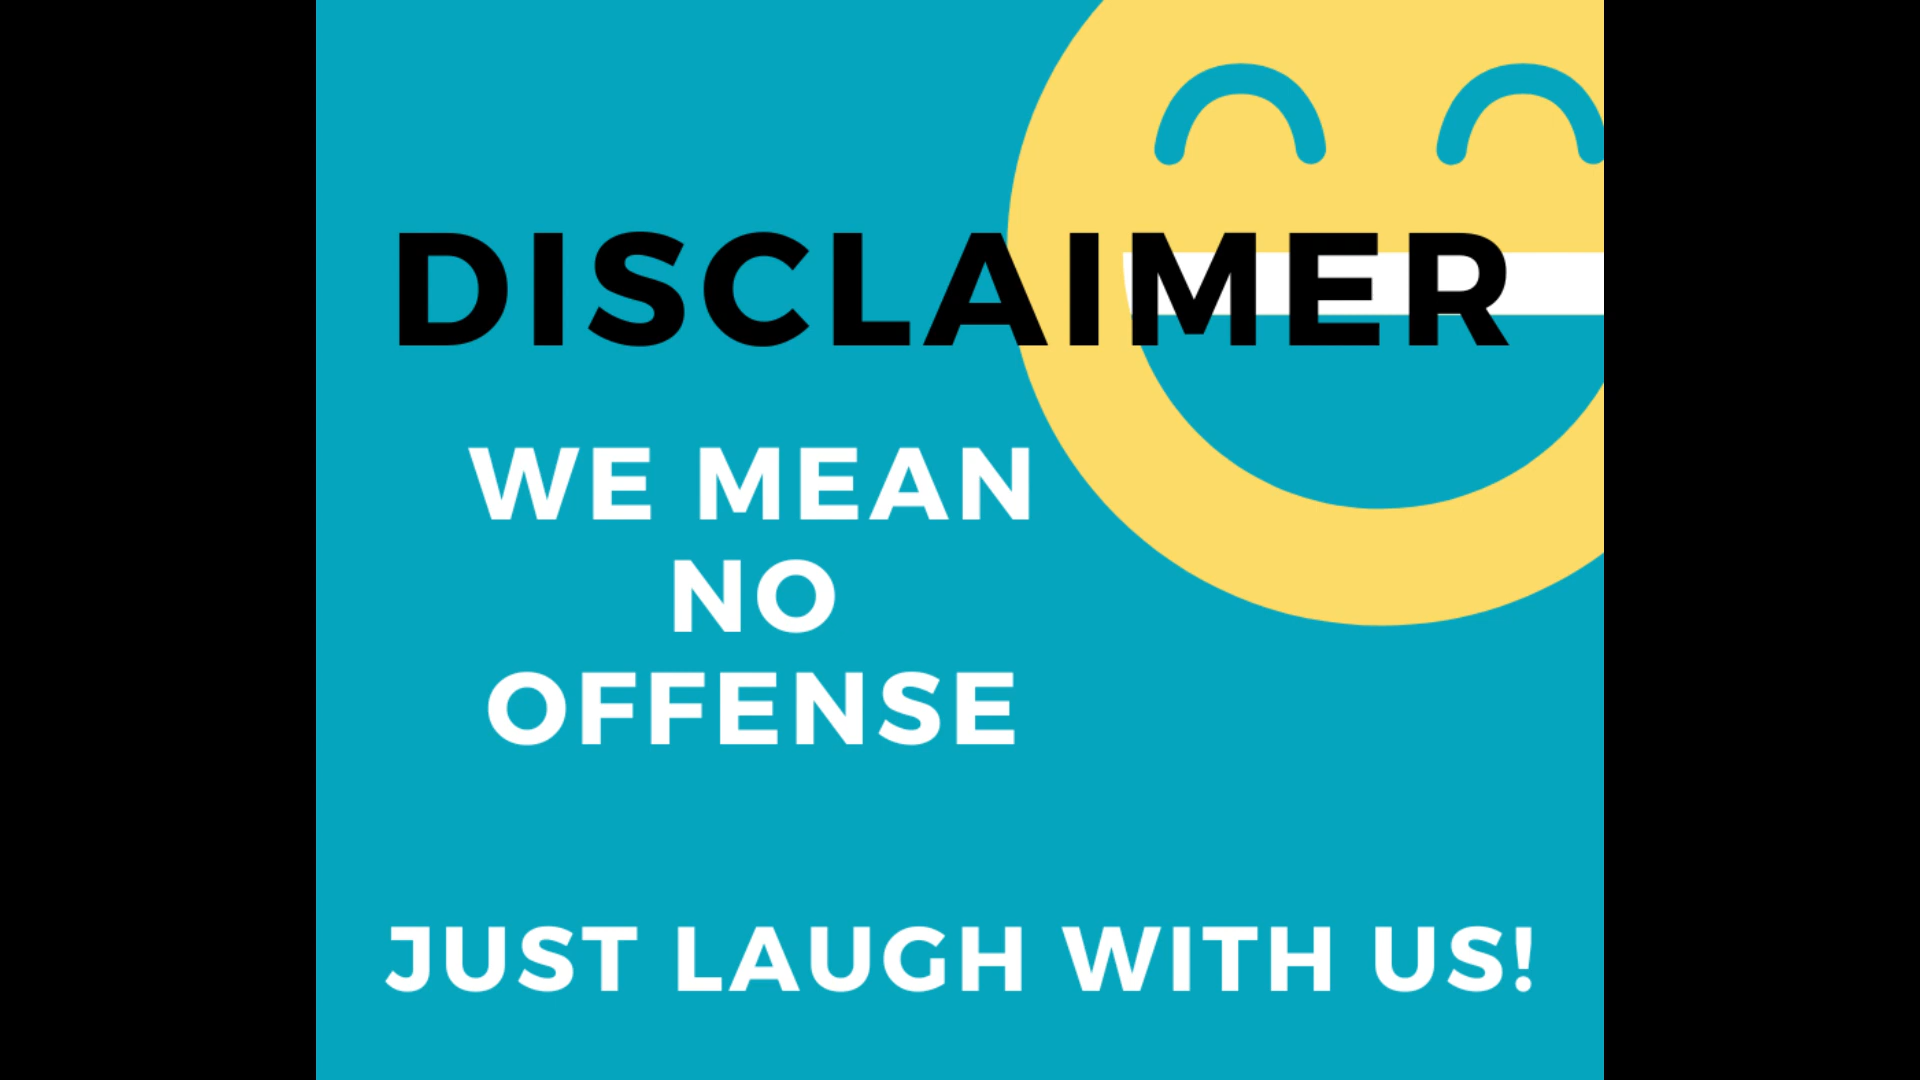 DISCLAIMER
WE MEAN
NO
OFFENSE
JUST LAUGH WITH US!